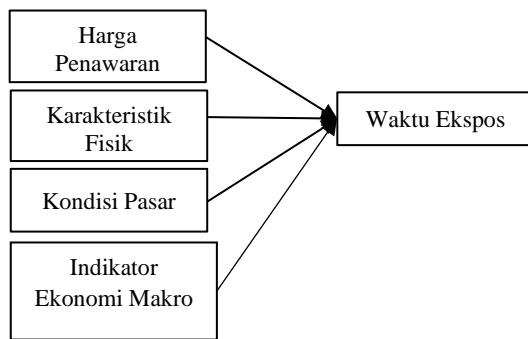 Harga
Penawaran
Karakteristik
Fisik
Waktu Ekspos
Kondisi Pasar
Indikator
Ekonomi Makro